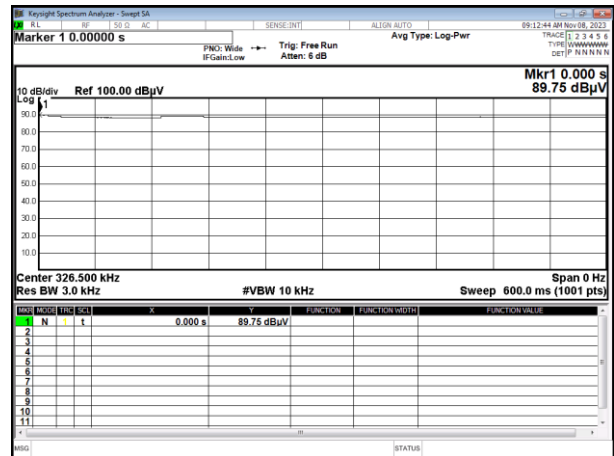 Keysight Spectrum Analyzer - Swept SA
RL RF 50 Ω AC SENSE:INT ALIGN AUTO 09:12:44 AM Nov 08, 2023
Marker 1 0.00000 s
PNO: Wide
IFGain:Low
Trig: Free Run
Atten: 6 dB
Avg Type: Log-Pwr
TRACE 1 2 3 4 5 6
TYPE WWWWWW
DET P NNNNN
Mkr1 0.000 s
89.75 dBµV
10 dB/div Ref 100.00 dBµV
Log
1
90.0
80.0
70.0
60.0
50.0
40.0
30.0
20.0
10.0
Center 326.500 kHz Span 0 Hz
Res BW 3.0 kHz #VBW 10 kHz Sweep 600.0 ms (1001 pts)
MKR MODE TRC SCL X Y FUNCTION FUNCTION WIDTH FUNCTION VALUE
1 N 1 t 0.000 s 89.75 dBµV
2
3
4
5
6
7
8
9
10
11
MSG STATUS